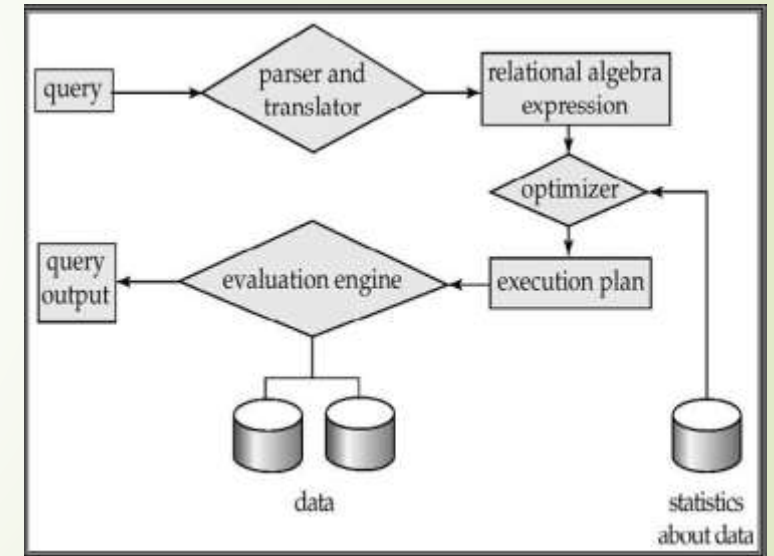 query
parser and
translator
relational algebra
expression
optimizer
execution plan
evaluation engine
query
output
data
statistics
about data